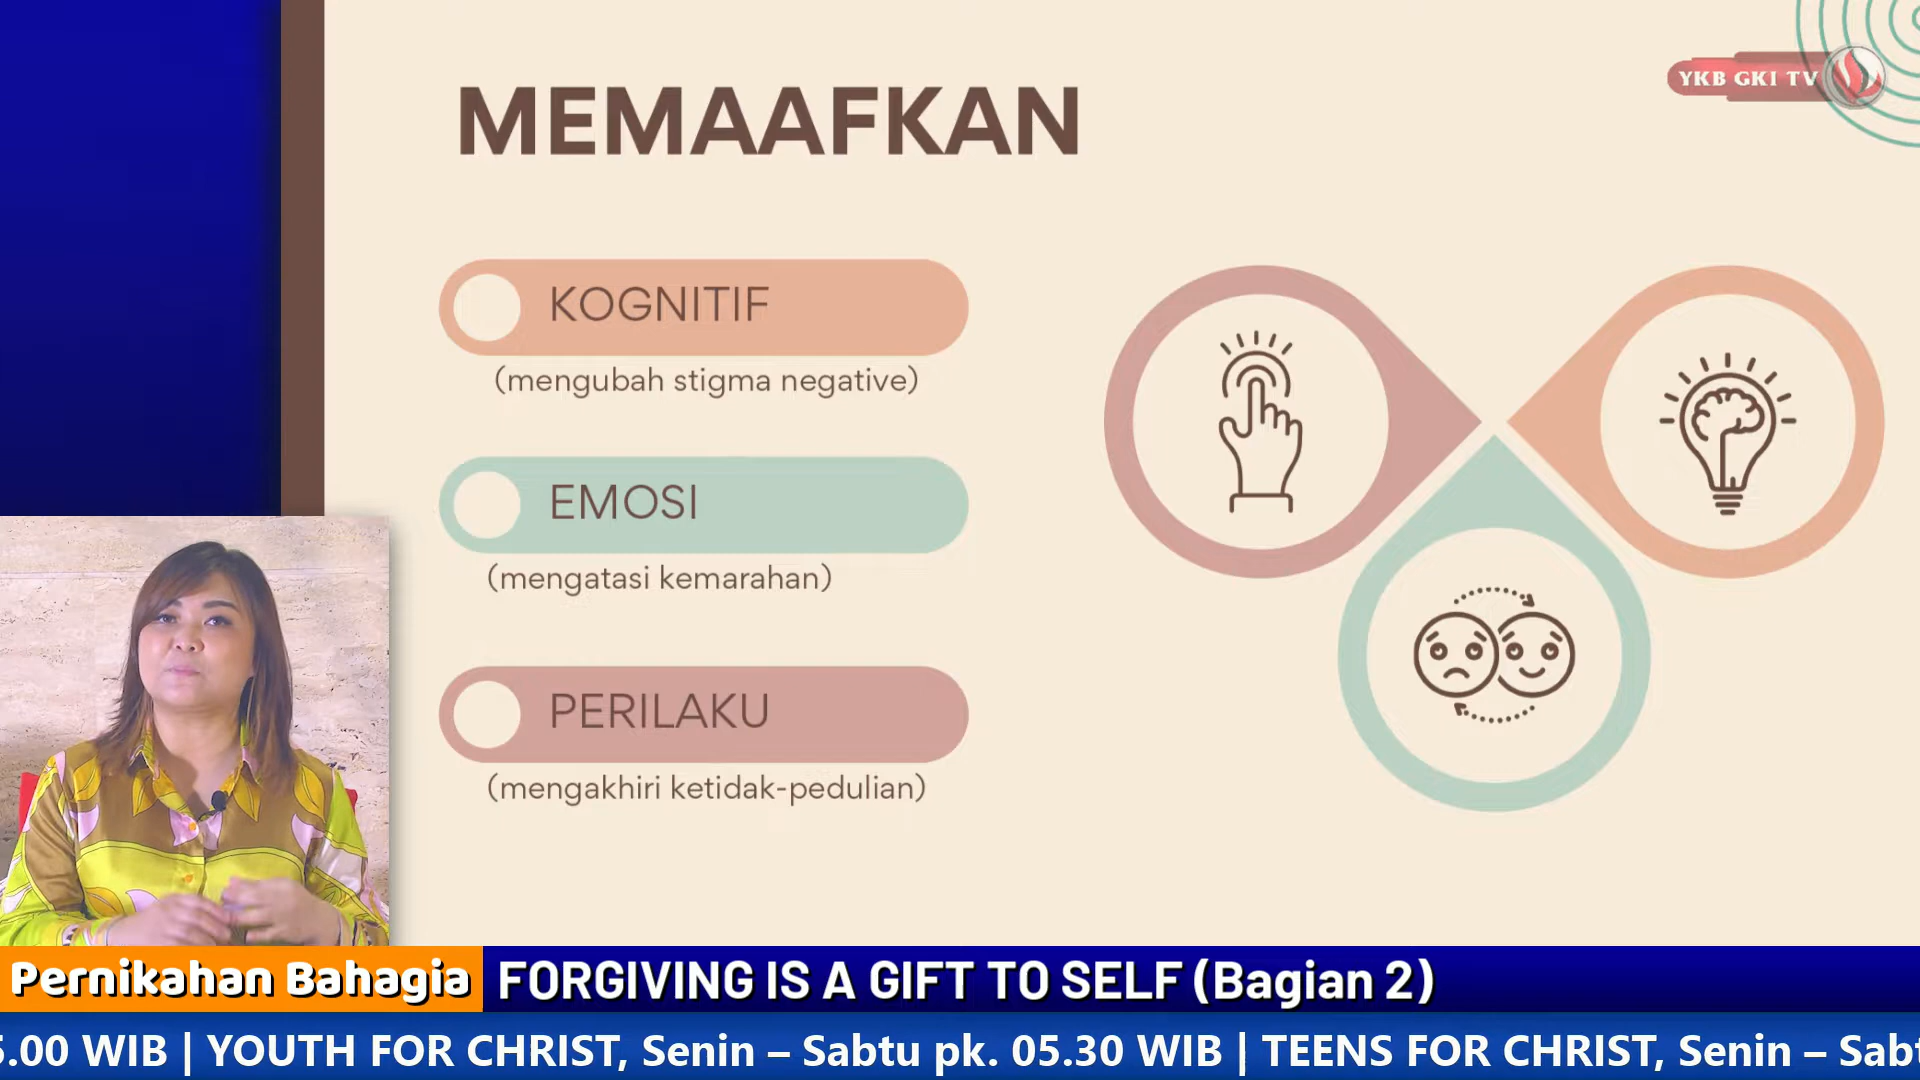 MEMAAFKAN
YKB GKI TV
KOGNITIF
(mengubah stigma negative)
EMOSI
(mengatasi kemarahan)
PERILAKU
(mengakhiri ketidak-pedulian)
Pernikahan Bahagia
FORGIVING IS A GIFT TO SELF (Bagian 2)
5.00 WIB | YOUTH FOR CHRIST, Senin – Sabtu pk. 05.30 WIB | TEENS FOR CHRIST, Senin – Sabt